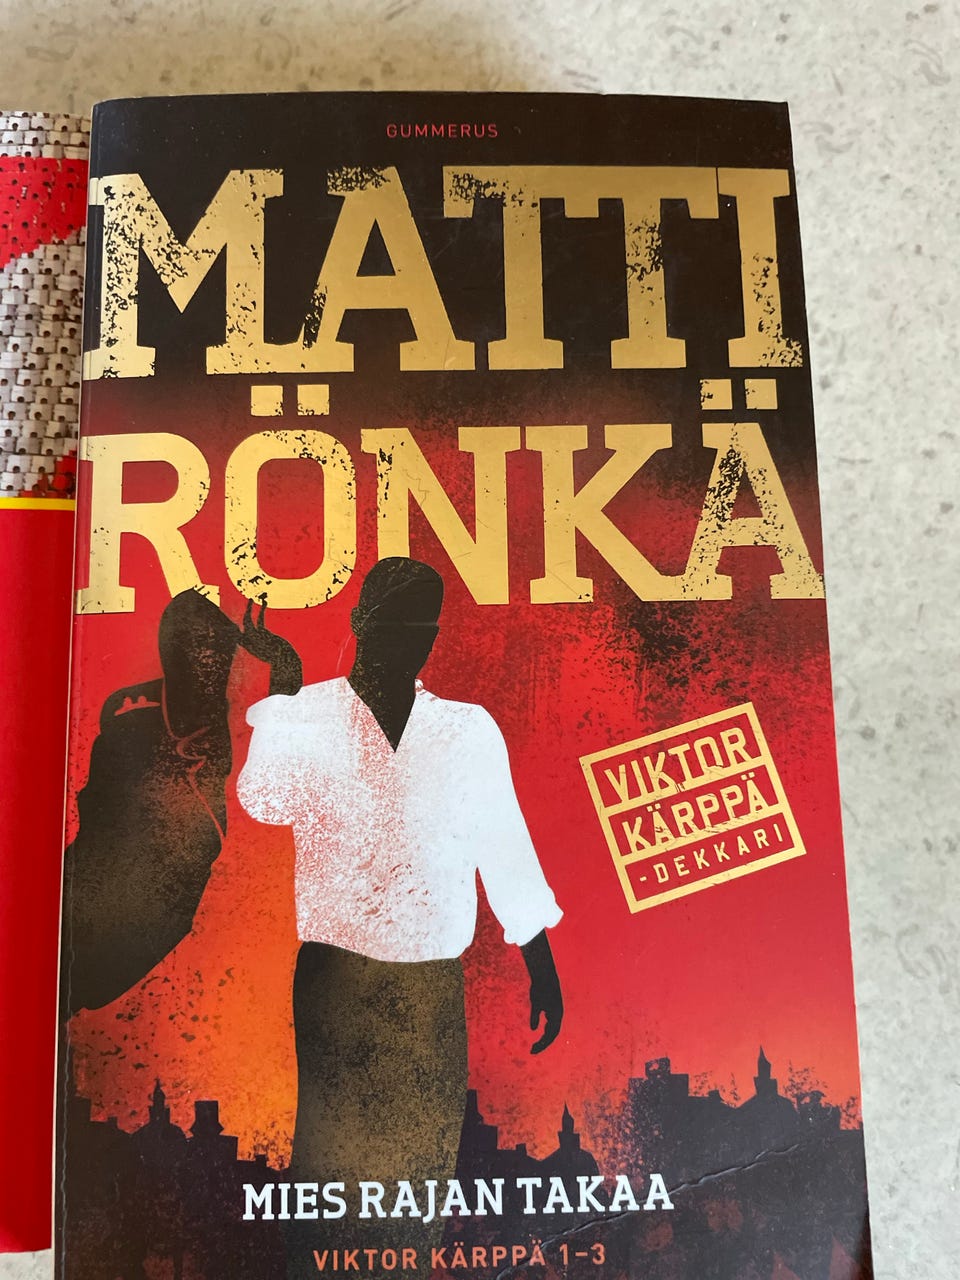 GUMMERUS
MATTI
RÖNKÄ
VIKTOR
KÄRPPÄ
-DEKKARI
MIES RAJAN TAKAA
VIKTOR KÄRPPÄ 1–3